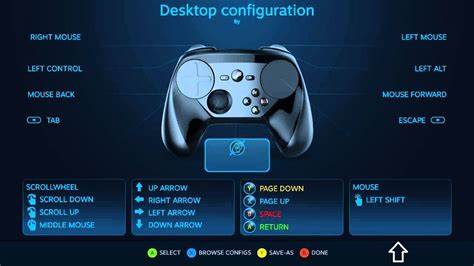 Desktop configuration
By
RIGHT MOUSE
LEFT MOUSE
LEFT CONTROL
LEFT ALT
MOUSE BACK
MOUSE FORWARD
TAB
ESCAPE
SCROLLWHEEL
SCROLL DOWN
SCROLL UP
MIDDLE MOUSE
UP ARROW
RIGHT ARROW
LEFT ARROW
DOWN ARROW
PAGE DOWN
PAGE UP
SPACE
RETURN
MOUSE
LEFT SHIFT
A SELECT
X BROWSE CONFIGS
Y SAVE-AS
B DONE